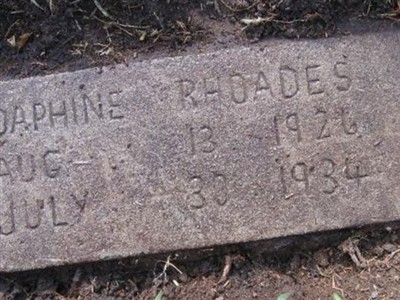 DAPHINE RHOADES
AUG - 13 1926
JULY - 30 1934